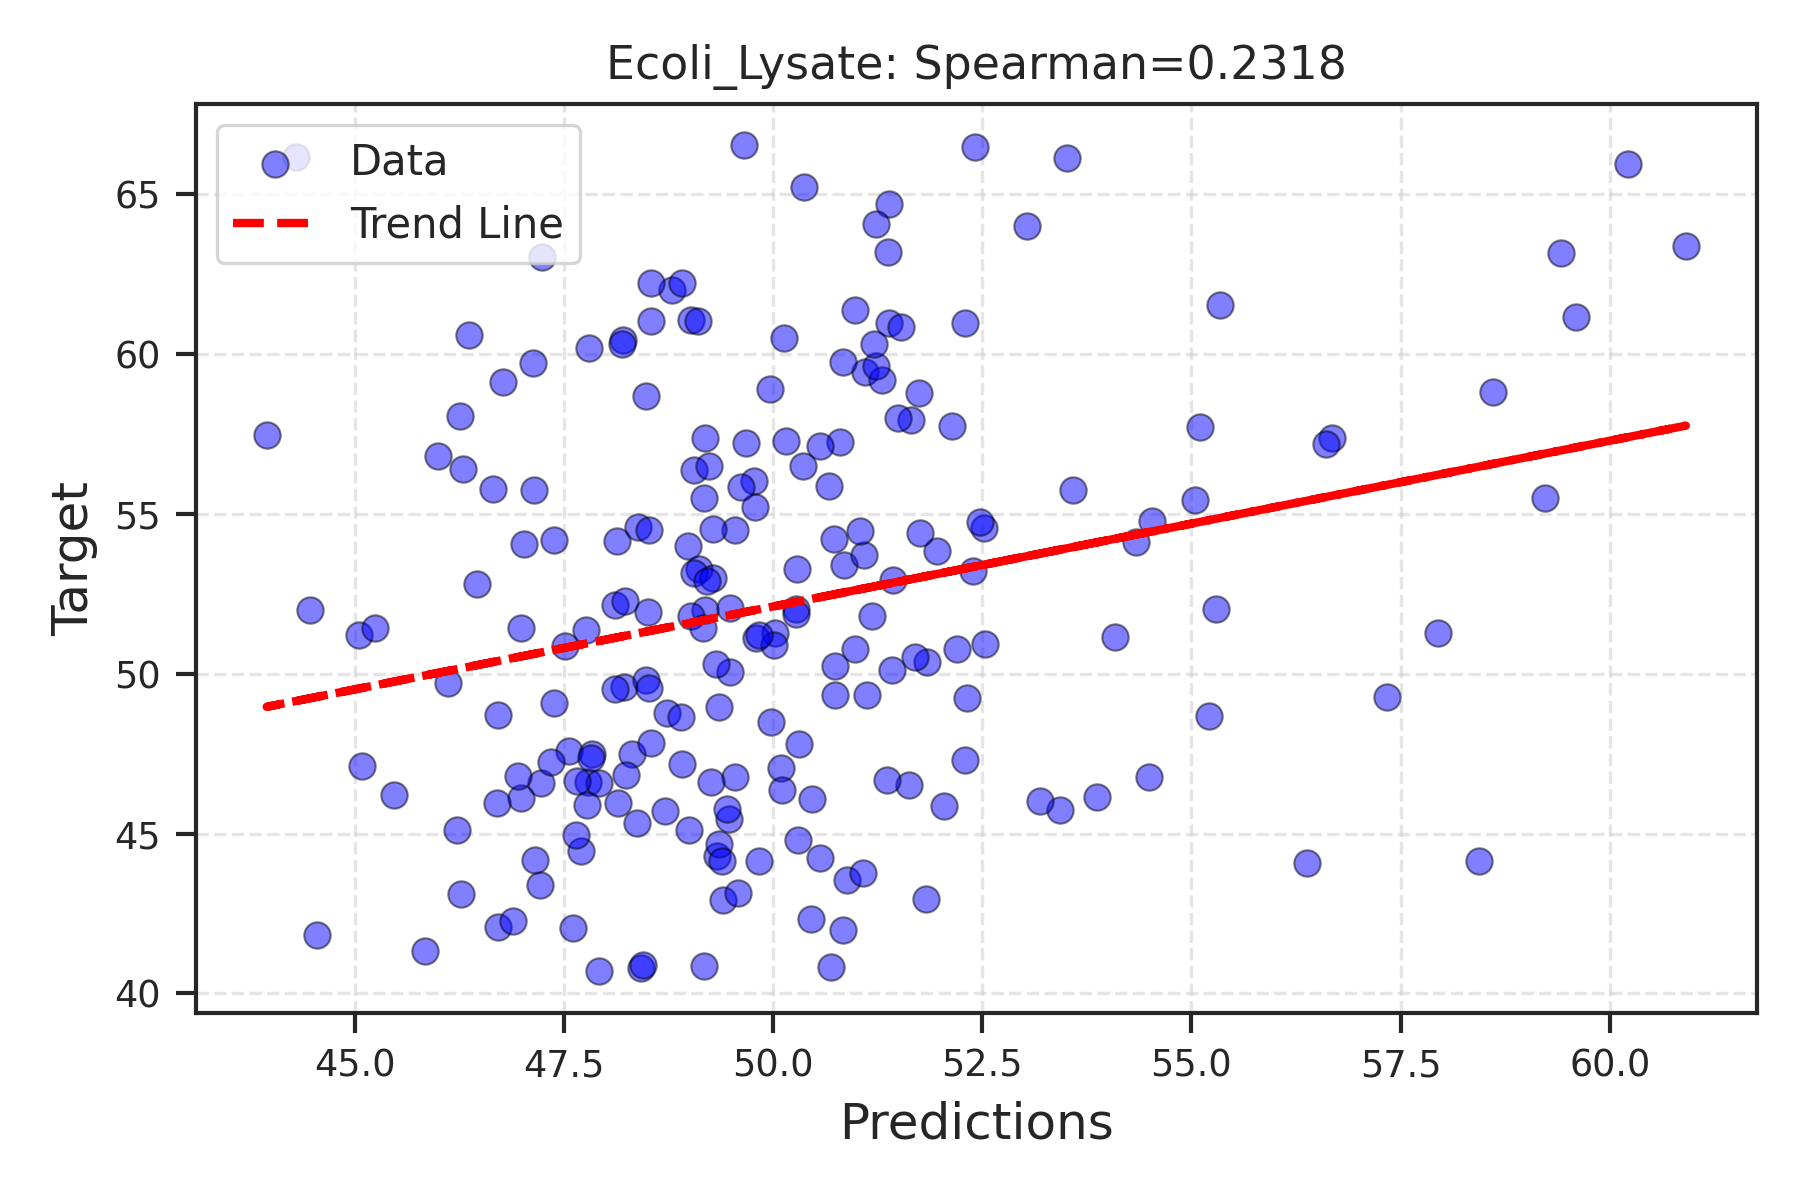 Ecoli_Lysate: Spearman=0.2318
Data
Trend Line
65
60
55
50
45
40
Target
45.0 47.5 50.0 52.5 55.0 57.5 60.0
Predictions